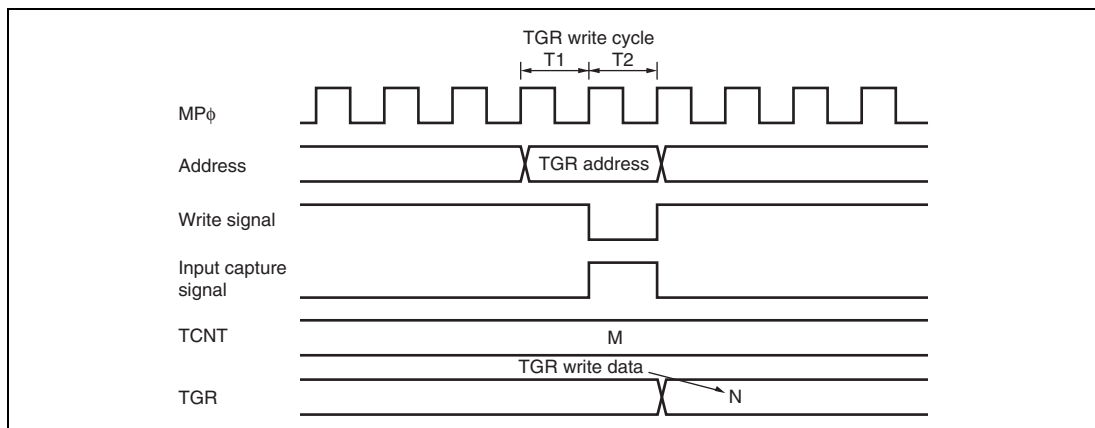 TGR write cycle
T1 T2
MPϕ
Address TGR address
Write signal
Input capture
signal
TCNT M
TGR write data
TGR N